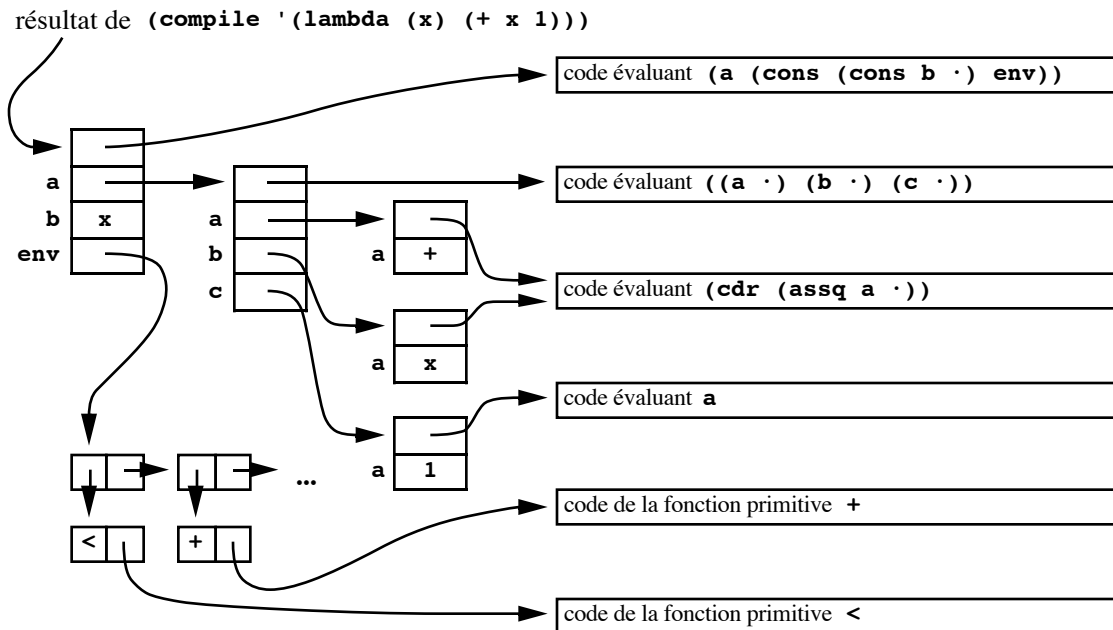 résultat de (compile '(lambda (x) (+ x 1)))
code évaluant (a (cons (cons b ·) env))
a
code évaluant ((a ·) (b ·) (c ·))
b x
a
env
b
a +
c
code évaluant (cdr (assq a ·))
a x
code évaluant a
a 1
...
code de la fonction primitive +
< +
code de la fonction primitive <